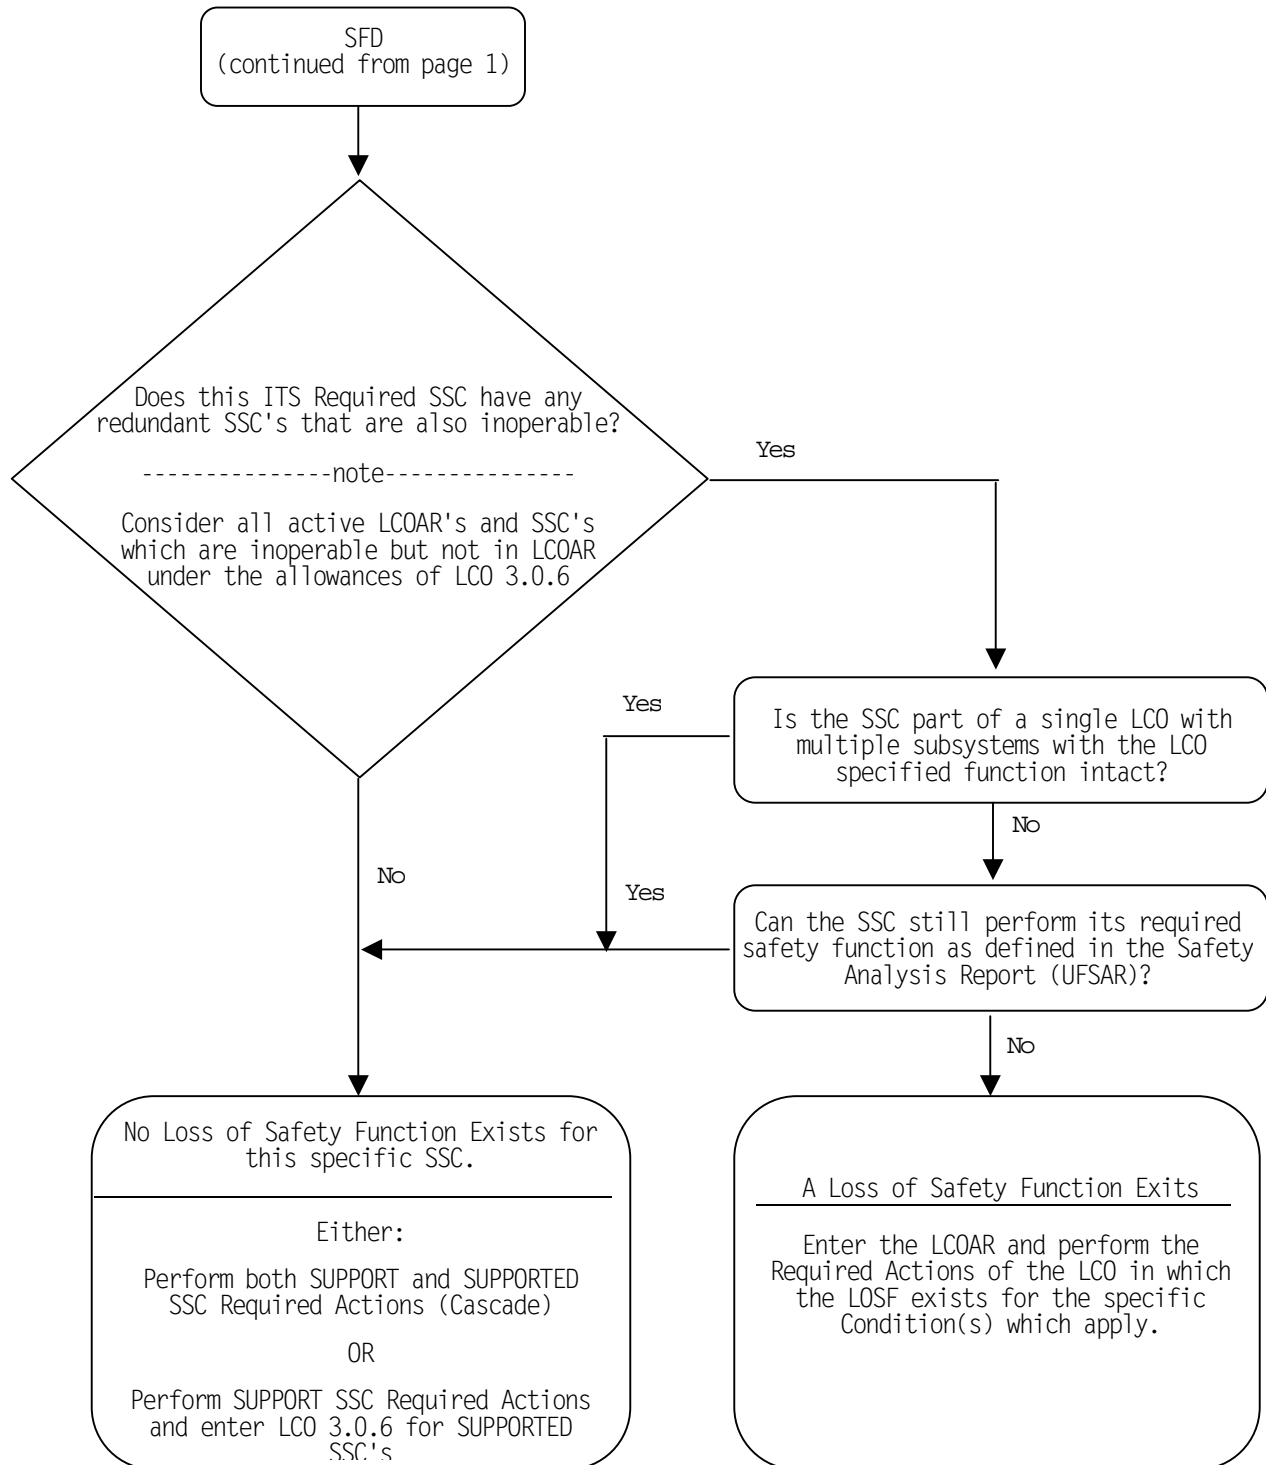 SFD
(continued from page 1)
Does this ITS Required SSC have any
redundant SSC's that are also inoperable?
---------------note---------------
Consider all active LCOAR's and SSC's
which are inoperable but not in LCOAR
under the allowances of LCO 3.0.6
Yes
Is the SSC part of a single LCO with
multiple subsystems with the LCO
specified function intact?
Yes
No
No
Yes
Can the SSC still perform its required
safety function as defined in the Safety
Analysis Report (UFSAR)?
No
No Loss of Safety Function Exists for
this specific SSC.
Either:
Perform both SUPPORT and SUPPORTED
SSC Required Actions (Cascade)
OR
Perform SUPPORT SSC Required Actions
and enter LCO 3.0.6 for SUPPORTED
SSC's
A Loss of Safety Function Exits
Enter the LCOAR and perform the
Required Actions of the LCO in which
the LOSF exists for the specific
Condition(s) which apply.